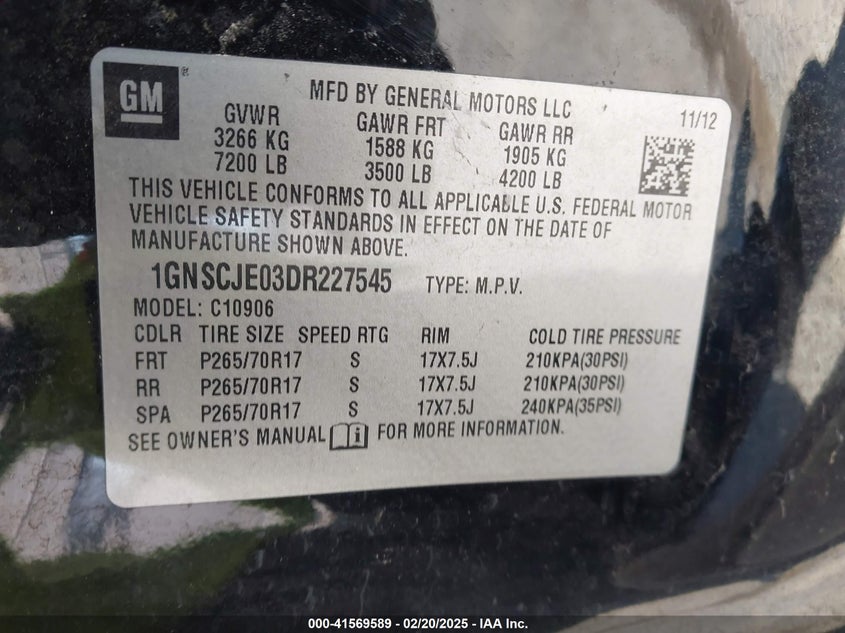 GM®
MFD BY GENERAL MOTORS LLC
11/12
GVWR GAWR FRT GAWR RR
3266 KG 1588 KG 1905 KG
7200 LB 3500 LB 4200 LB
THIS VEHICLE CONFORMS TO ALL APPLICABLE U.S. FEDERAL MOTOR
VEHICLE SAFETY STANDARDS IN EFFECT ON THE DATE OF
MANUFACTURE SHOWN ABOVE.
1GNSCJE03DR227545 TYPE: M.P.V.
MODEL: C10906
CDLR TIRE SIZE SPEED RTG RIM COLD TIRE PRESSURE
FRT P265/70R17 S 17X7.5J 210KPA(30PSI)
RR P265/70R17 S 17X7.5J 210KPA(30PSI)
SPA P265/70R17 S 17X7.5J 240KPA(35PSI)
SEE OWNER'S MANUAL FOR MORE INFORMATION.
000-41569589 - 02/20/2025 - IAA Inc.